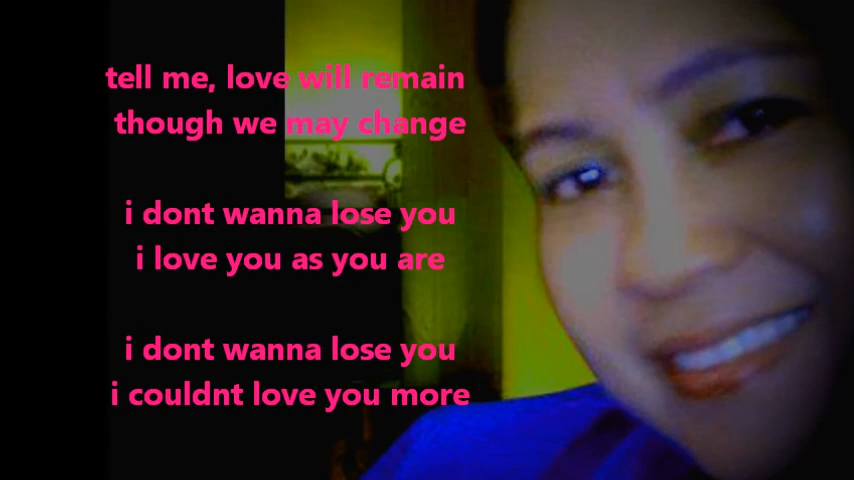 tell me, love will remain
though we may change
i dont wanna lose you
i love you as you are
i dont wanna lose you
i couldnt love you more